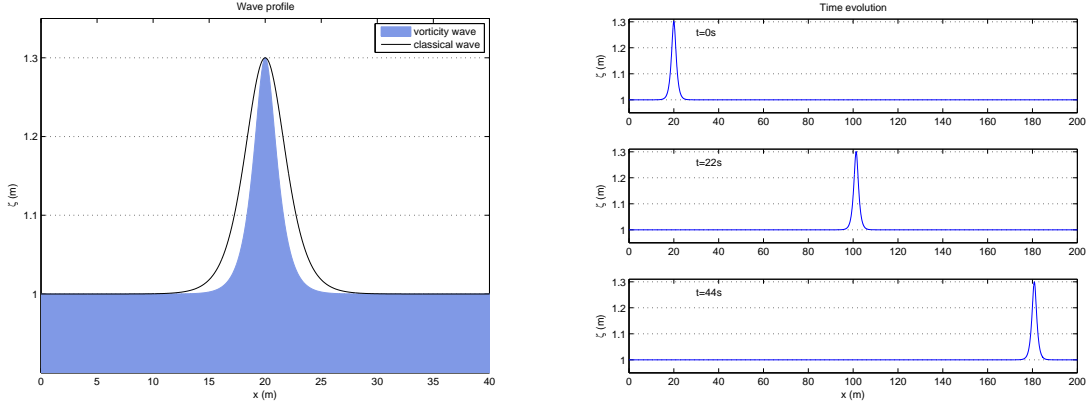 Wave profile
vorticity wave
classical wave
1.3
1.2
1.1
1
ζ (m)
0 5 10 15 20 25 30 35 40
x (m)
Time evolution
t=0s
1.3
1.2
1.1
1
ζ (m)
0 20 40 60 80 100 120 140 160 180 200
t=22s
1.3
1.2
1.1
1
ζ (m)
0 20 40 60 80 100 120 140 160 180 200
t=44s
1.3
1.2
1.1
1
ζ (m)
0 20 40 60 80 100 120 140 160 180 200
x (m)